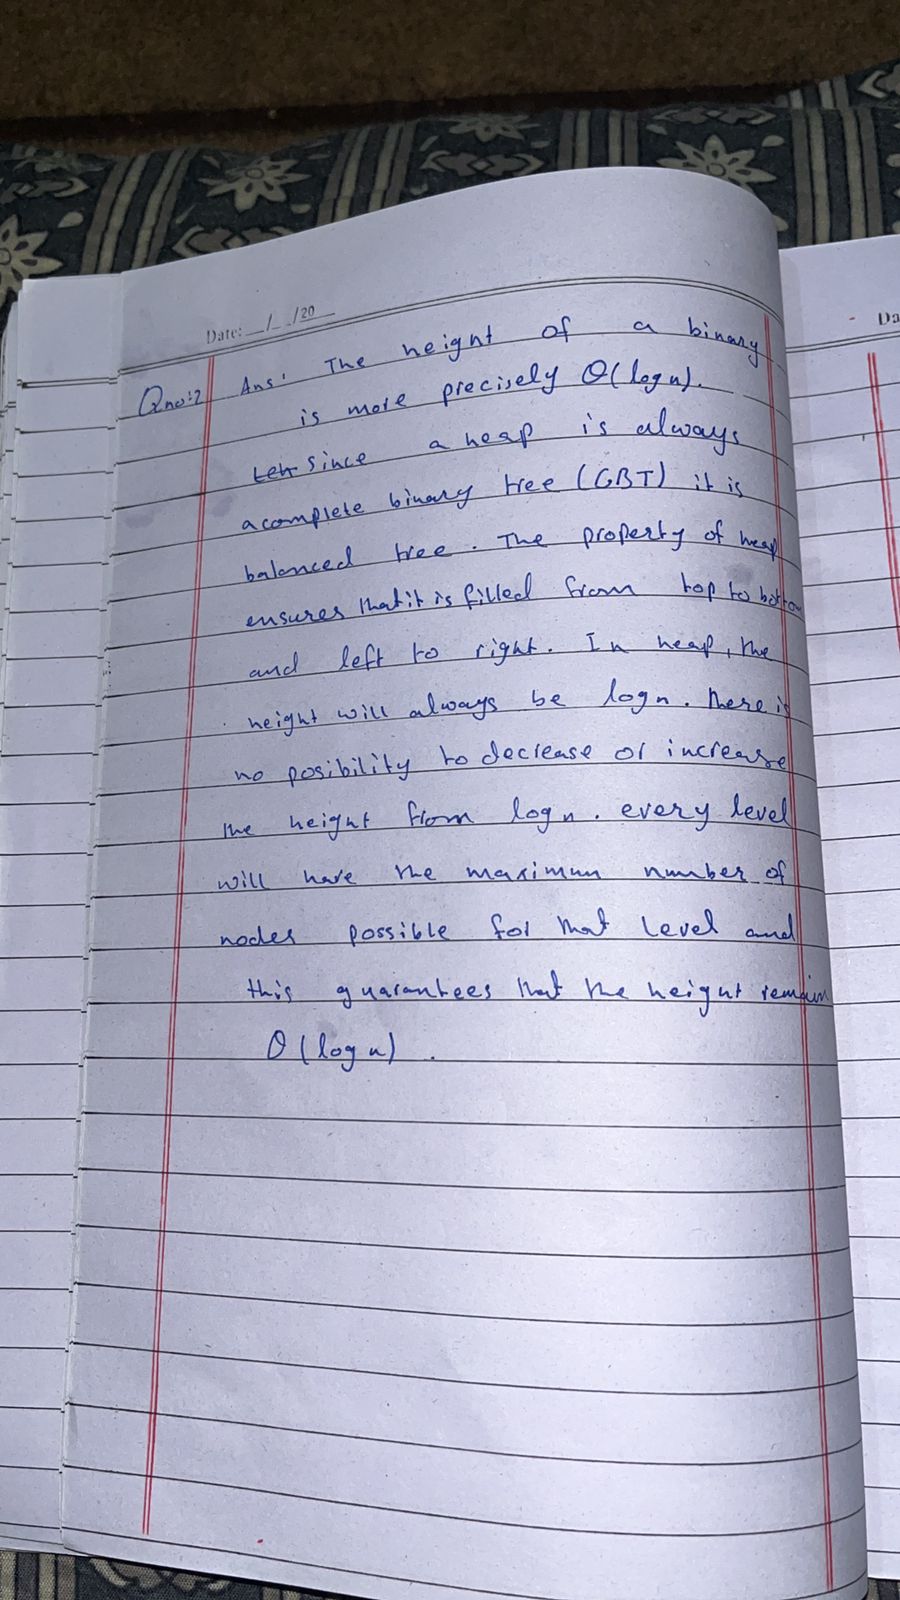 Date: __/__/20__
Da
Qno:2 Ans: The height of a binary
is more precisely Θ(log n).
since a heap is always
a complete binary tree (CBT) it is
balanced tree. The property of heap
ensures that it is filled from top to bottom
and left to right. In heap, the
height will always be log n. There is
no posibility to decrease or increase
the height from log n. every level
will have the maximum number of
nodes possible for that level and
this guarantees that the height remain
Θ(log n).